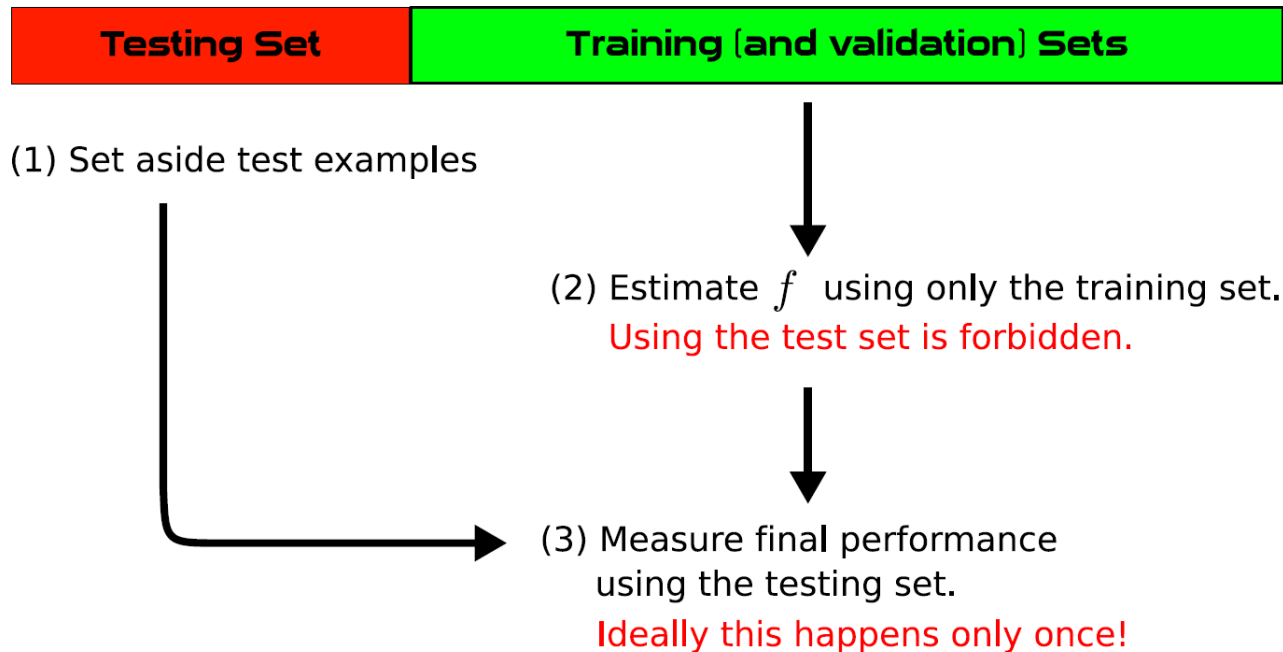 Testing Set
Training (and validation) Sets
(1) Set aside test examples
(2) Estimate f using only the training set.
Using the test set is forbidden.
(3) Measure final performance
using the testing set.
Ideally this happens only once!